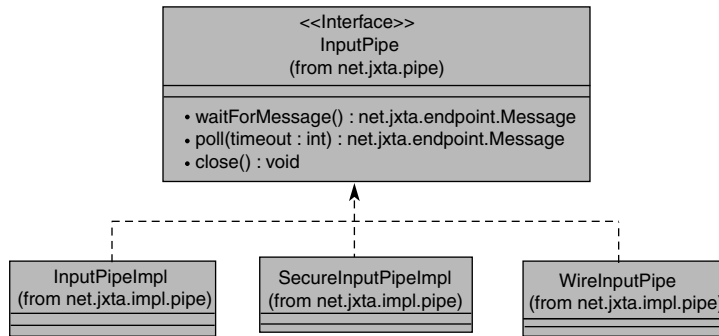 <<Interface>>
InputPipe
(from net.jxta.pipe)
• waitForMessage() : net.jxta.endpoint.Message
• poll(timeout : int) : net.jxta.endpoint.Message
• close() : void
InputPipeImpl
(from net.jxta.impl.pipe)
SecureInputPipeImpl
(from net.jxta.impl.pipe)
WireInputPipe
(from net.jxta.impl.pipe)